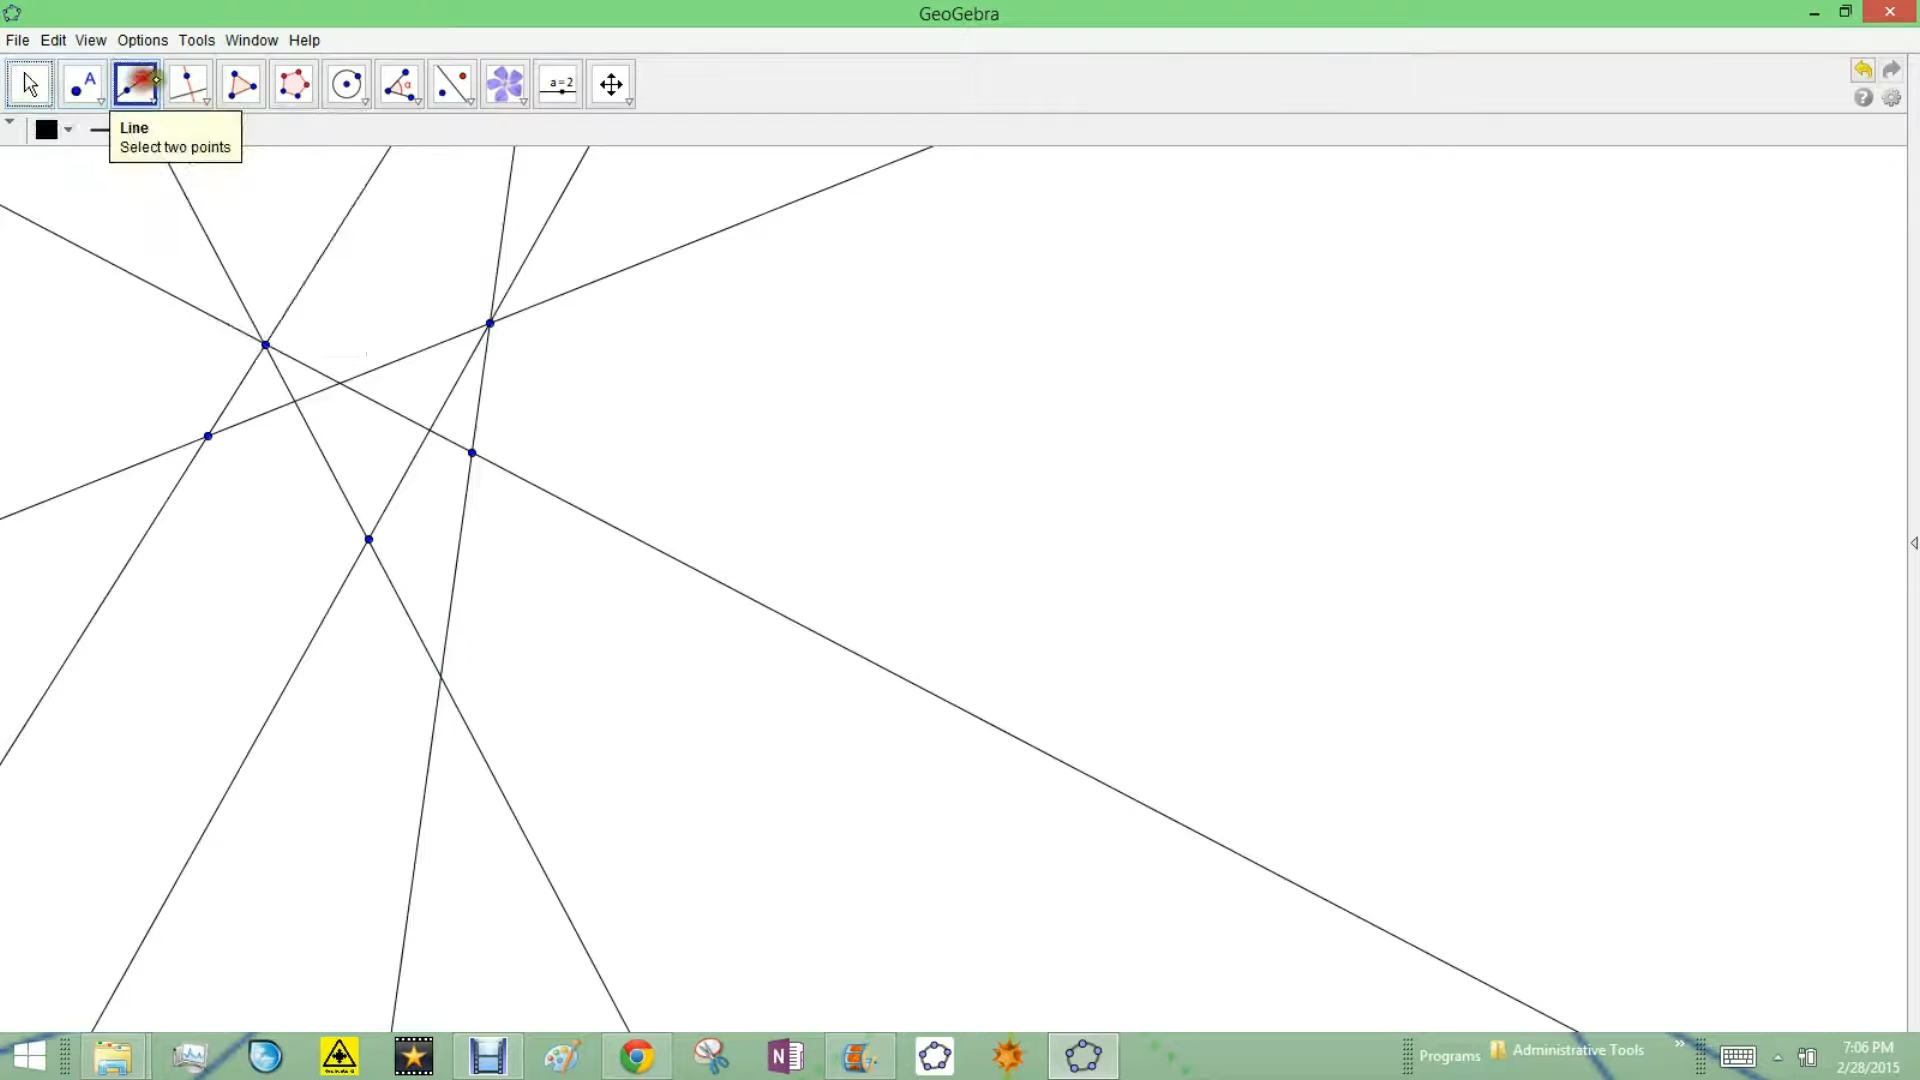 GeoGebra
File Edit View Options Tools Window Help
A
α
a=2
Line
Select two points
N
Programs
Administrative Tools
»
7:06 PM
2/28/2015